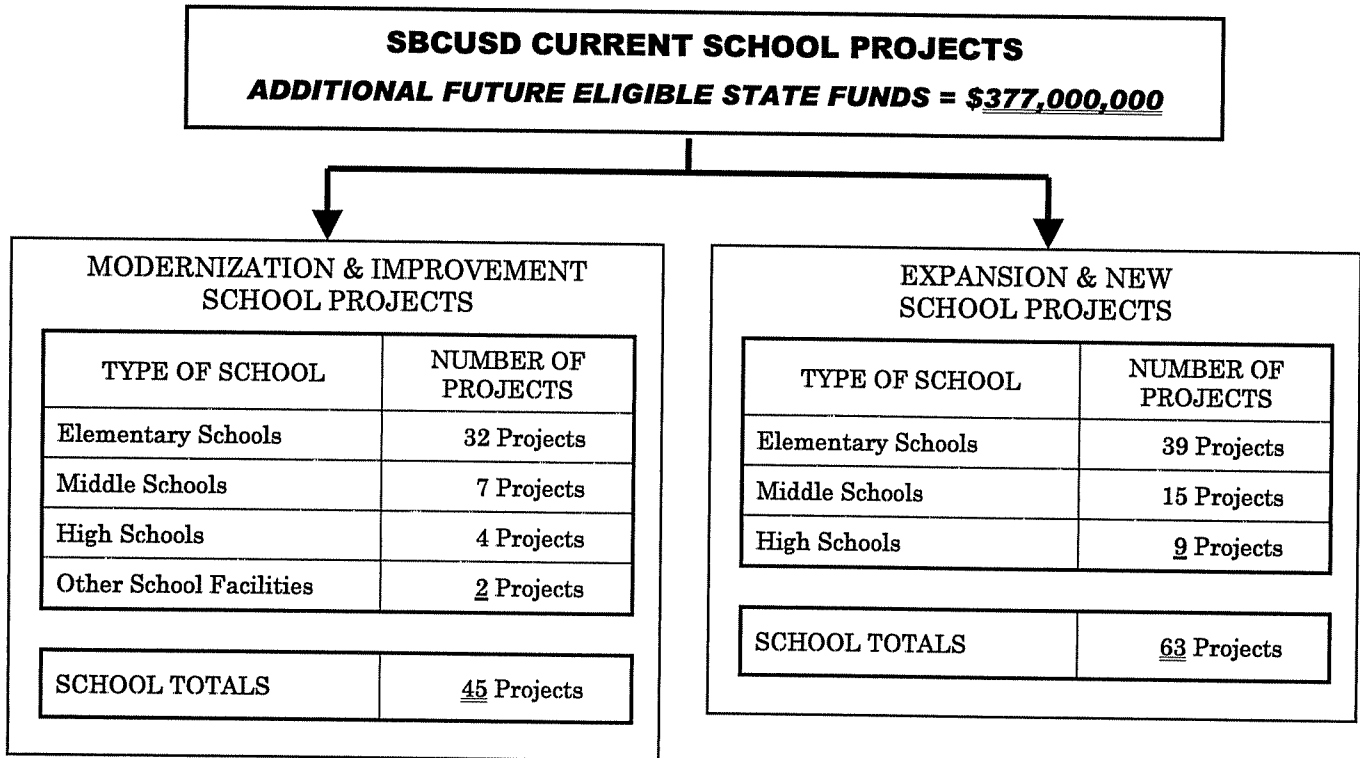 SBCUSD CURRENT SCHOOL PROJECTS
ADDITIONAL FUTURE ELIGIBLE STATE FUNDS = $377,000,000
MODERNIZATION & IMPROVEMENT
SCHOOL PROJECTS
TYPE OF SCHOOL
NUMBER OF
PROJECTS
Elementary Schools 32 Projects
Middle Schools 7 Projects
High Schools 4 Projects
Other School Facilities 2 Projects
SCHOOL TOTALS 45 Projects
EXPANSION & NEW
SCHOOL PROJECTS
TYPE OF SCHOOL
NUMBER OF
PROJECTS
Elementary Schools 39 Projects
Middle Schools 15 Projects
High Schools 9 Projects
SCHOOL TOTALS 63 Projects